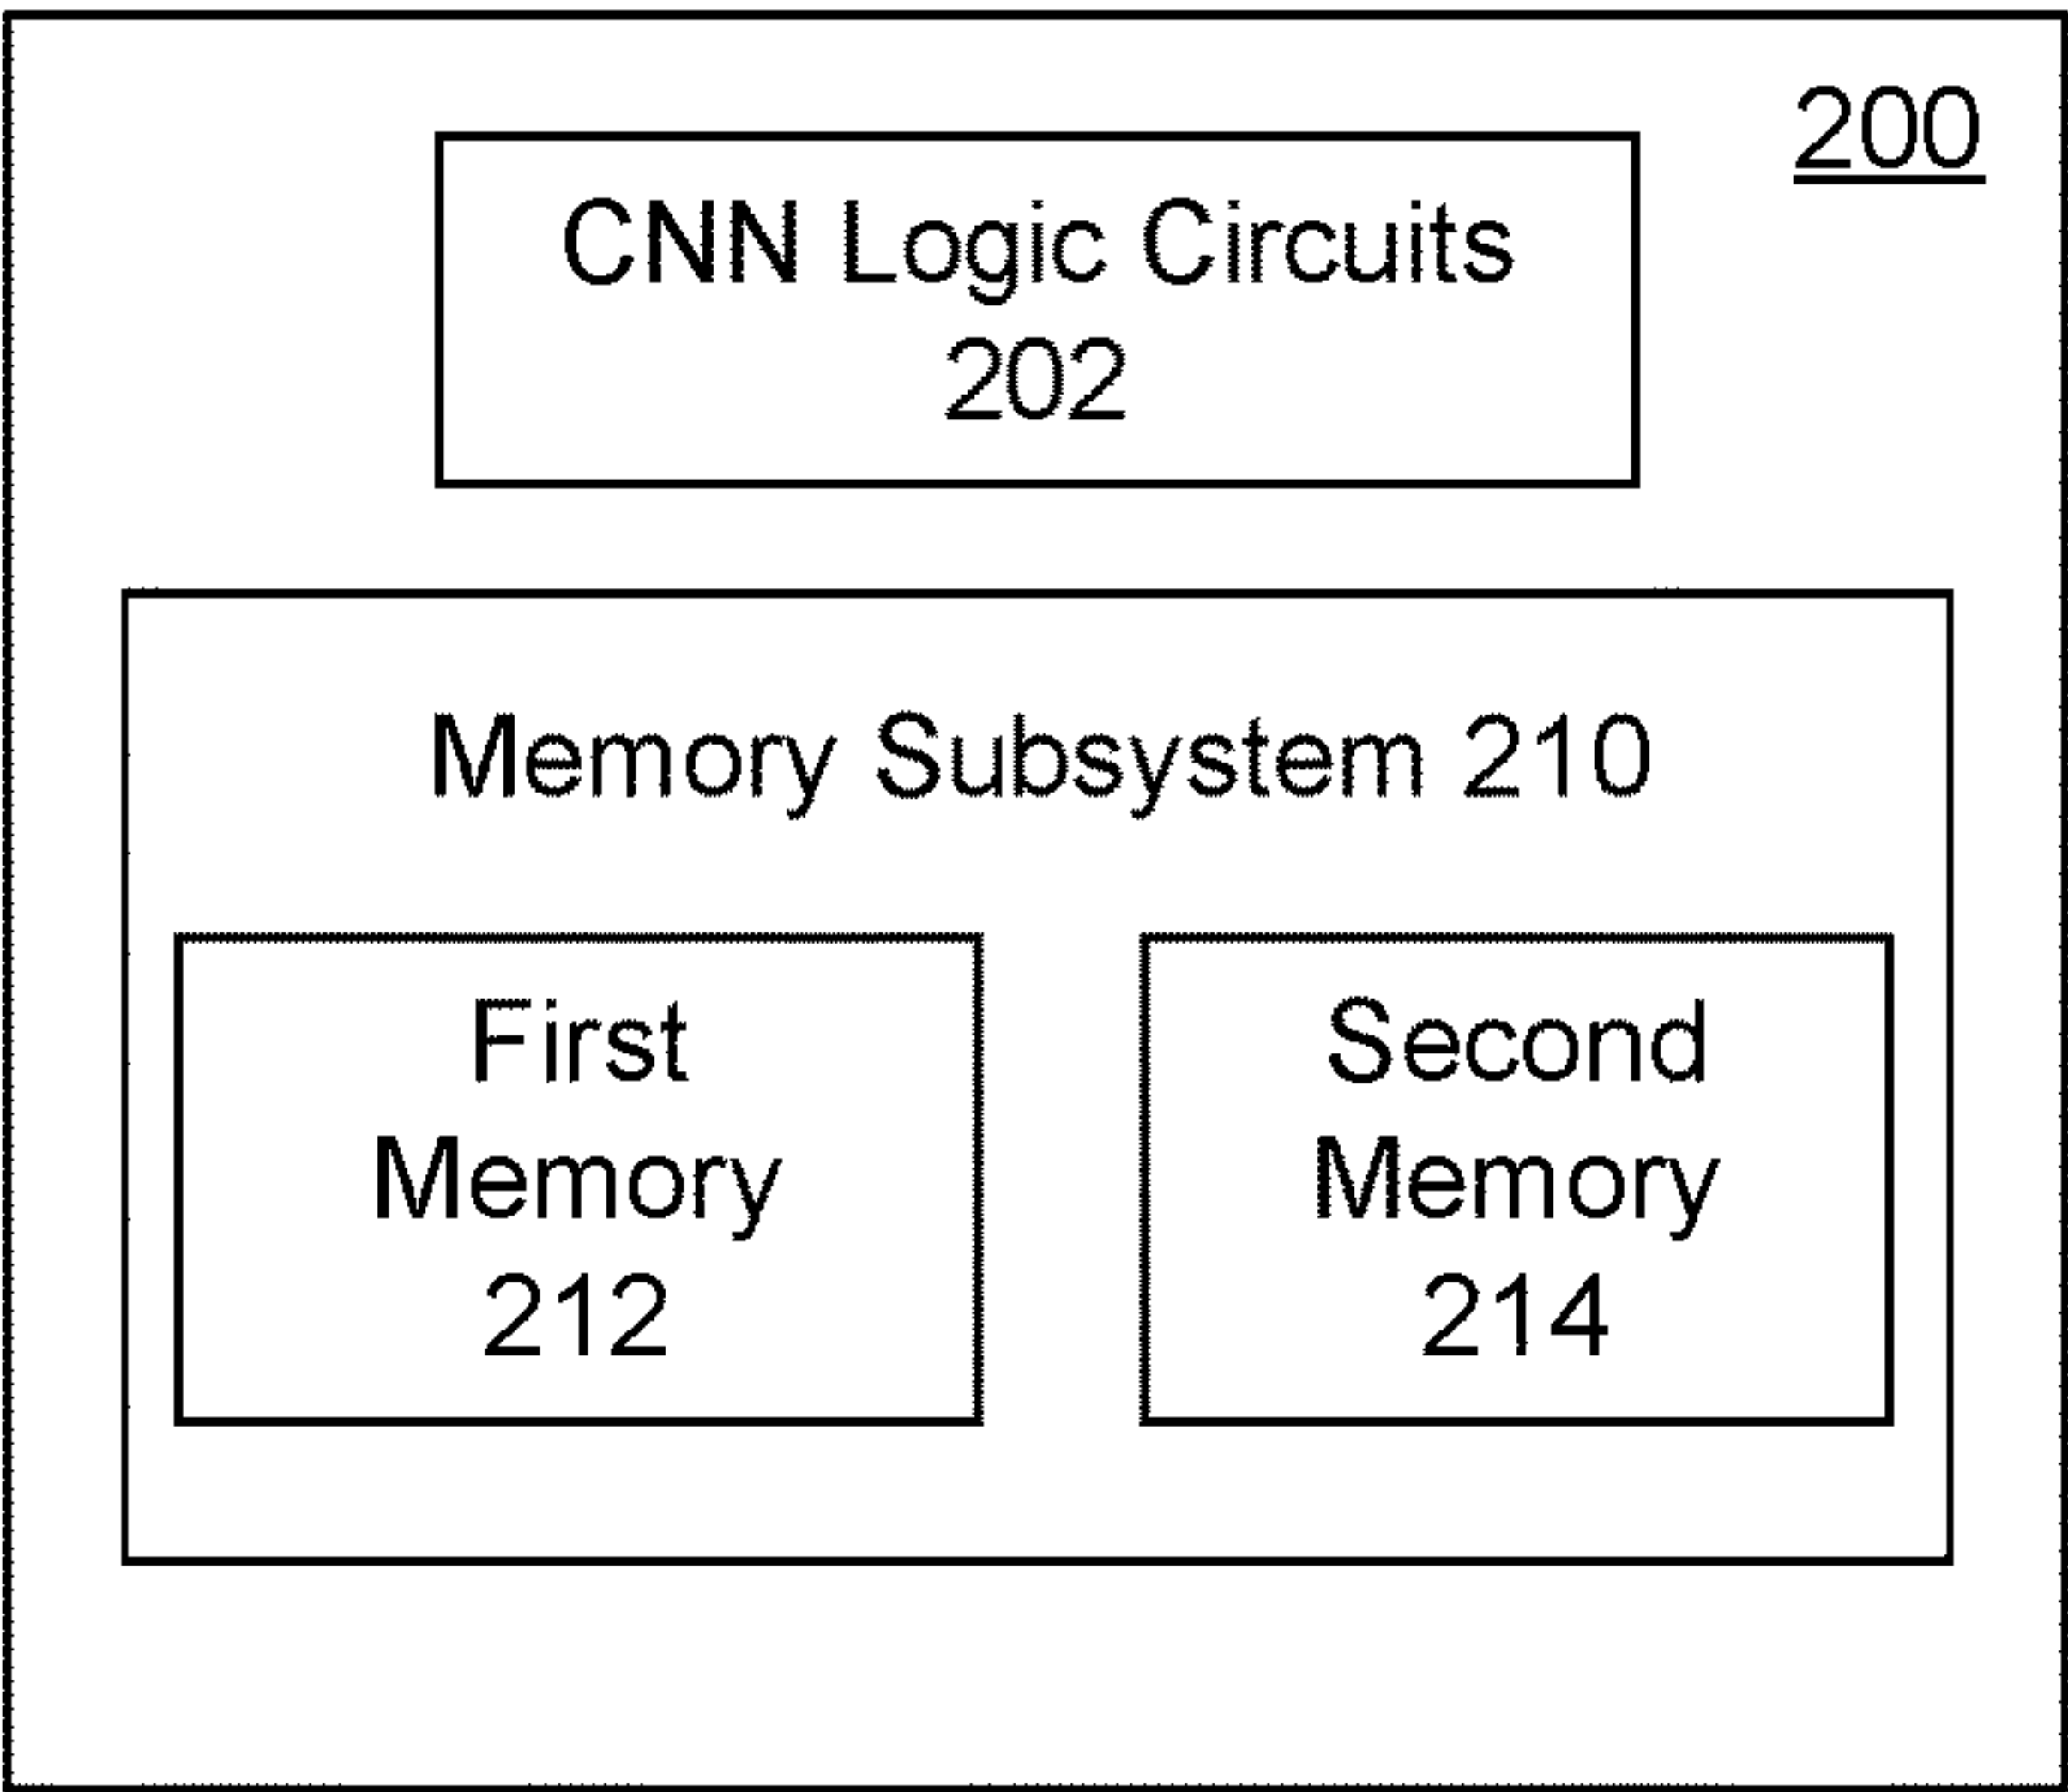 200
CNN Logic Circuits
202
Memory Subsystem 210
First
Memory
212
Second
Memory
214